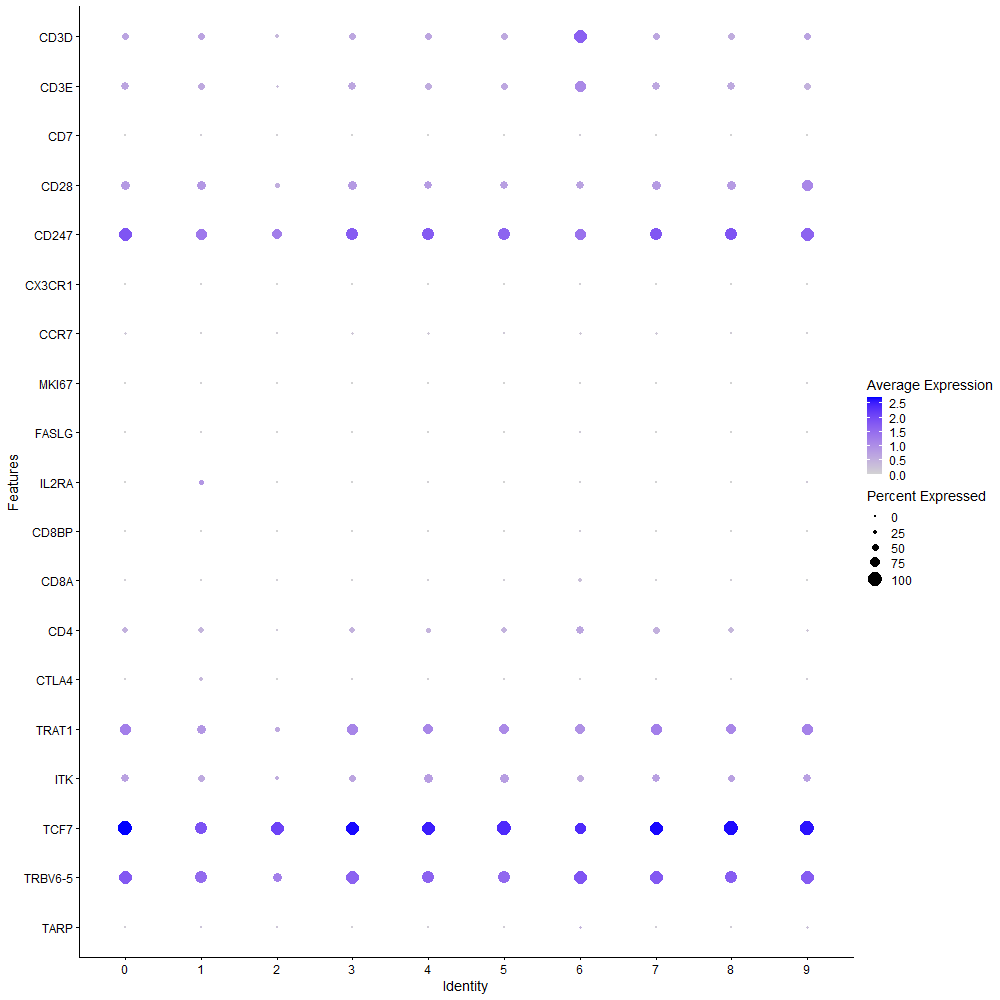 CD3D
CD3E
CD7
CD28
CD247
CX3CR1
CCR7
MKI67
FASLG
IL2RA
CD8BP
CD8A
CD4
CTLA4
TRAT1
ITK
TCF7
TRBV6-5
TARP
Features
0 1 2 3 4 5 6 7 8 9
Identity
Average Expression
2.5
2.0
1.5
1.0
0.5
0.0
Percent Expressed
0
25
50
75
100